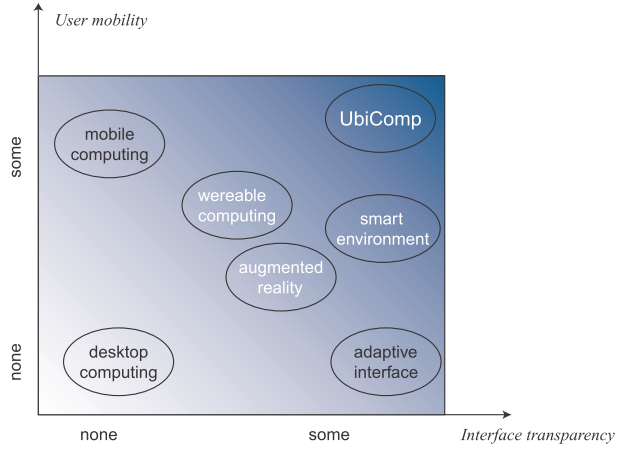 User mobility
some
none
mobile
computing
UbiComp
wereable
computing
smart
environment
augmented
reality
desktop
computing
adaptive
interface
none
some
Interface transparency